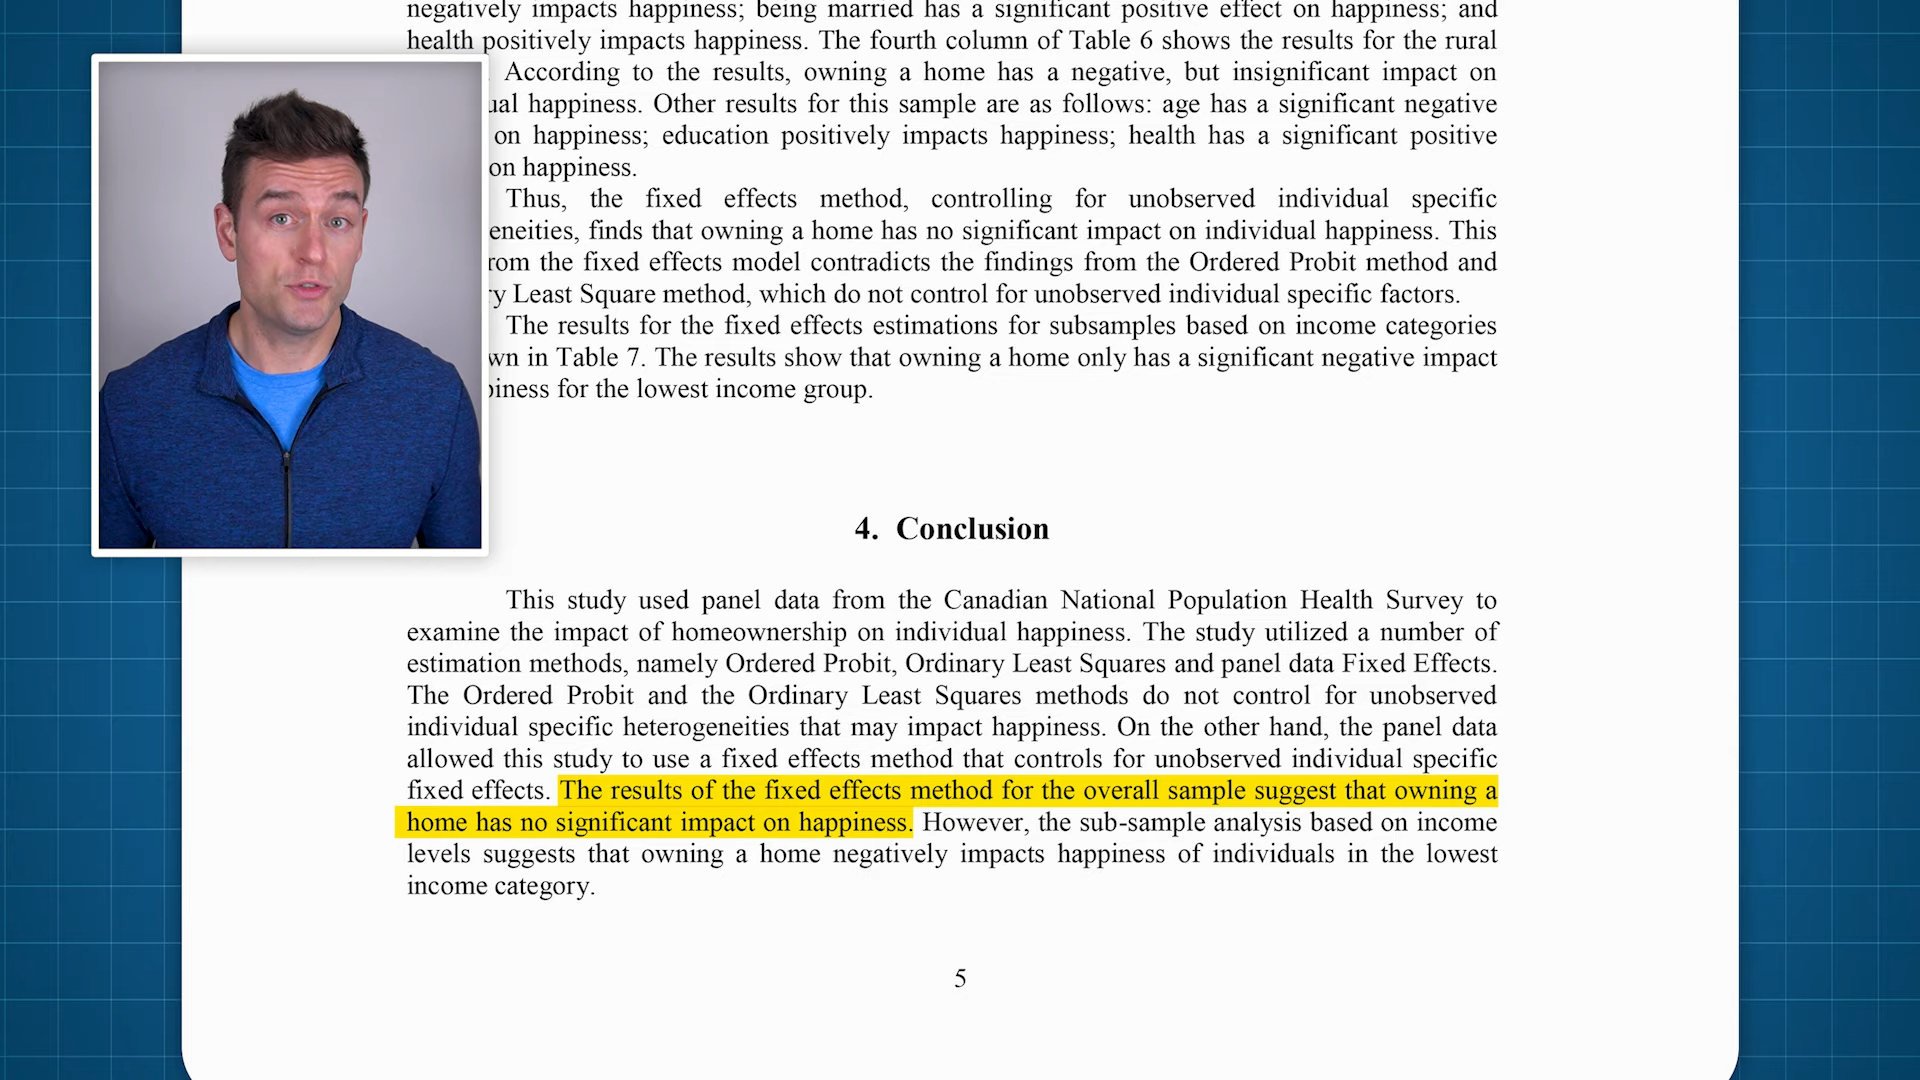 negatively impacts happiness; being married has a significant positive effect on happiness; and
health positively impacts happiness. The fourth column of Table 6 shows the results for the rural
According to the results, owning a home has a negative, but insignificant impact on
ual happiness. Other results for this sample are as follows: age has a significant negative
on happiness; education positively impacts happiness; health has a significant positive
on happiness.
Thus, the fixed effects method, controlling for unobserved individual specific
eneities, finds that owning a home has no significant impact on individual happiness. This
rom the fixed effects model contradicts the findings from the Ordered Probit method and
ry Least Square method, which do not control for unobserved individual specific factors.
The results for the fixed effects estimations for subsamples based on income categories
wn in Table 7. The results show that owning a home only has a significant negative impact
piness for the lowest income group.
4. Conclusion
This study used panel data from the Canadian National Population Health Survey to
examine the impact of homeownership on individual happiness. The study utilized a number of
estimation methods, namely Ordered Probit, Ordinary Least Squares and panel data Fixed Effects.
The Ordered Probit and the Ordinary Least Squares methods do not control for unobserved
individual specific heterogeneities that may impact happiness. On the other hand, the panel data
allowed this study to use a fixed effects method that controls for unobserved individual specific
fixed effects. The results of the fixed effects method for the overall sample suggest that owning a
home has no significant impact on happiness. However, the sub-sample analysis based on income
levels suggests that owning a home negatively impacts happiness of individuals in the lowest
income category.
5